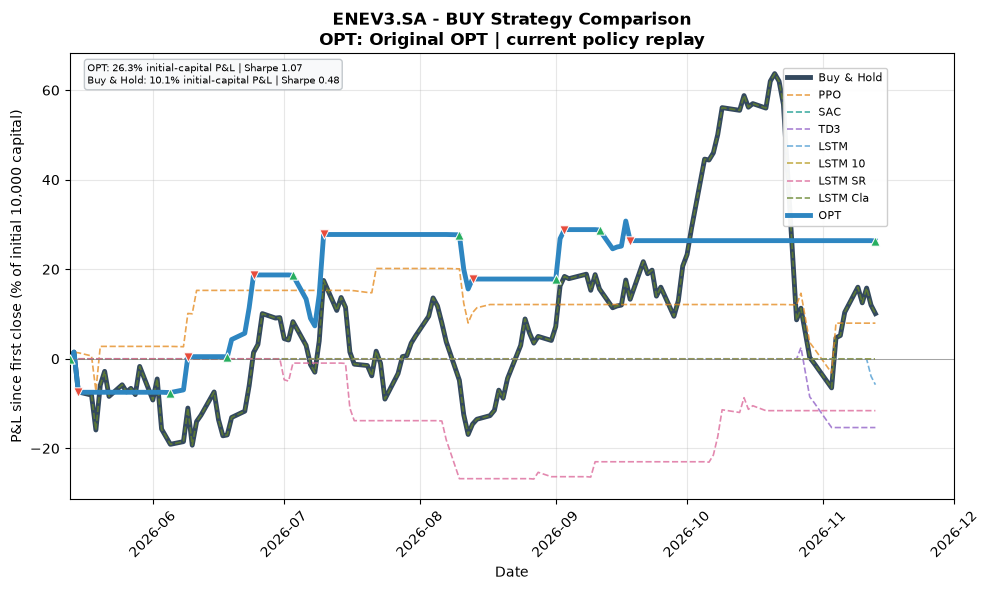 ENEV3.SA - BUY Strategy Comparison
OPT: Original OPT | current policy replay
OPT: 26.3% initial-capital P&L | Sharpe 1.07
Buy & Hold: 10.1% initial-capital P&L | Sharpe 0.48
Buy & Hold
PPO
SAC
TD3
LSTM
LSTM 10
LSTM SR
LSTM Cla
OPT
P&L since first close (% of initial 10,000 capital)
60
40
20
0
−20
2026-06
2026-07
2026-08
2026-09
2026-10
2026-11
2026-12
Date